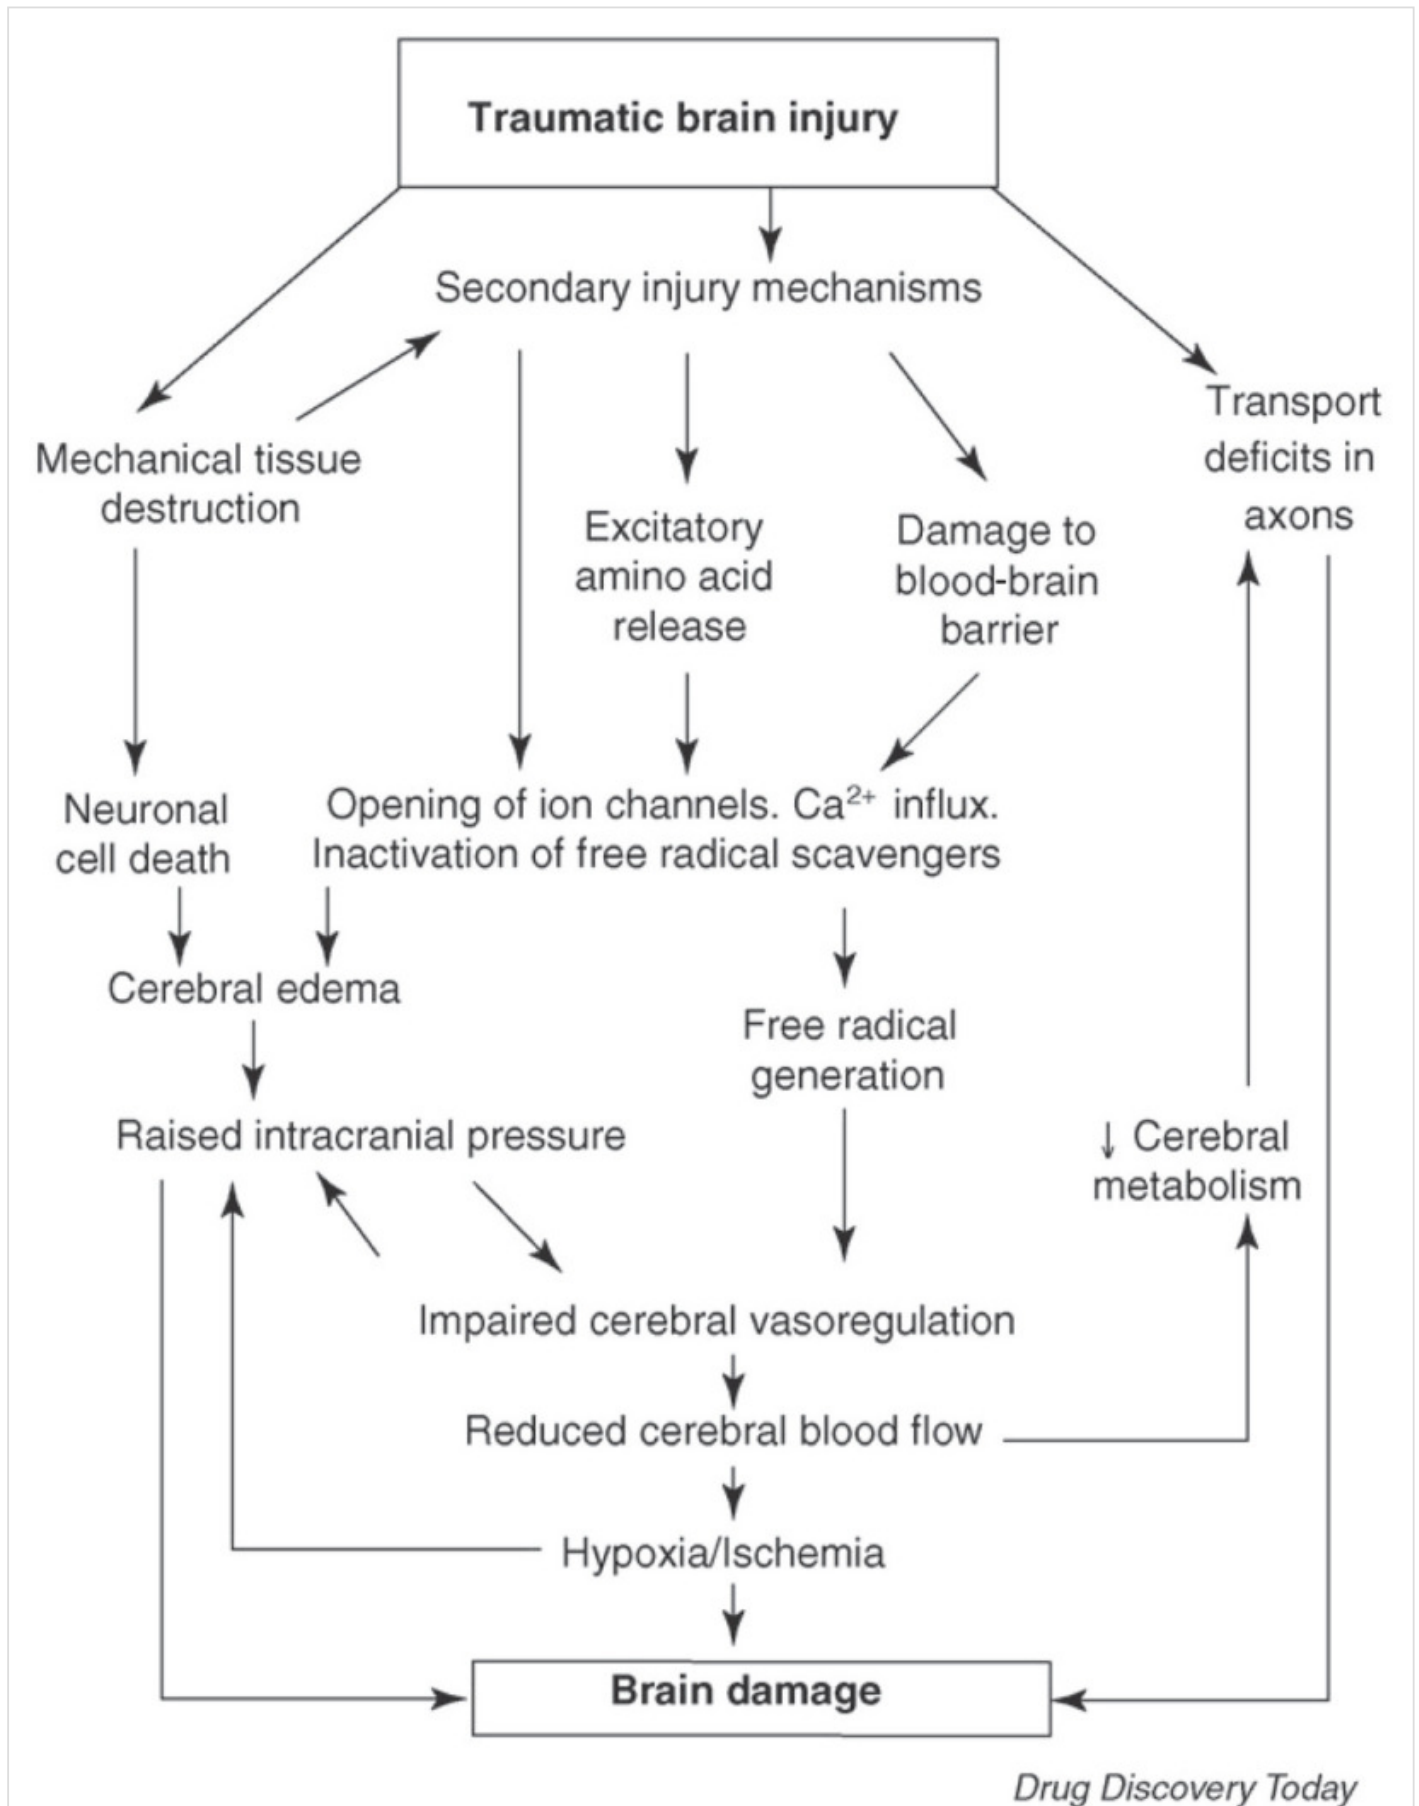 Traumatic brain injury
Secondary injury mechanisms
Transport
deficits in
axons
Mechanical tissue
destruction
Excitatory
amino acid
release
Damage to
blood-brain
barrier
Neuronal
cell death
Opening of ion channels. Ca²⁺ influx.
Inactivation of free radical scavengers
Cerebral edema
Free radical
generation
Raised intracranial pressure
↓ Cerebral
metabolism
Impaired cerebral vasoregulation
Reduced cerebral blood flow
Hypoxia/Ischemia
Brain damage
Drug Discovery Today